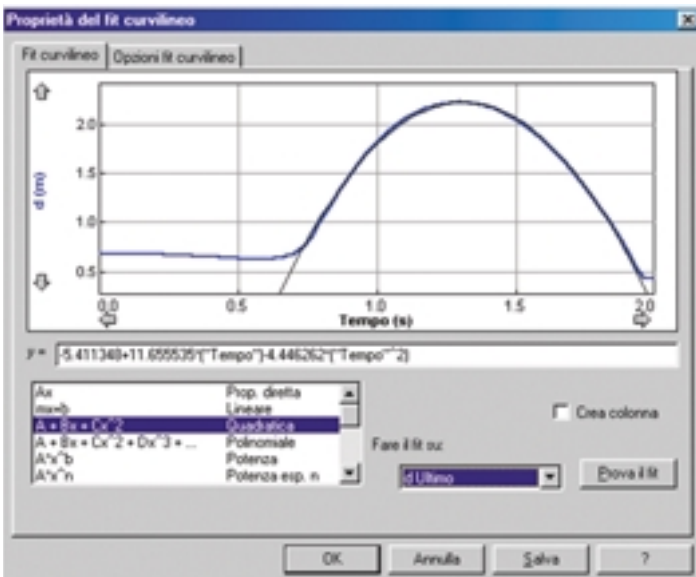 Proprietà del fit curvilineo
Fit curvilineo
Opzioni fit curvilineo
d (m)
2.0
1.5
1.0
0.5
0,0
0.5
1.0
1.5
2,0
Tempo (s)
y = -5.411348+11.655535*("Tempo")-4.446262*("Tempo"^2)
Ax Prop. diretta
mx=b Lineare
A + Bx + Cx^2 Quadratica
A + Bx + Cx^2 + Dx^3 + ... Polinomiale
A*x^b Potenza
A*x^n Potenza esp. n
Crea colonna
Fare il fit su:
d Ultimo
Prova il fit
OK
Annulla
Salva
?